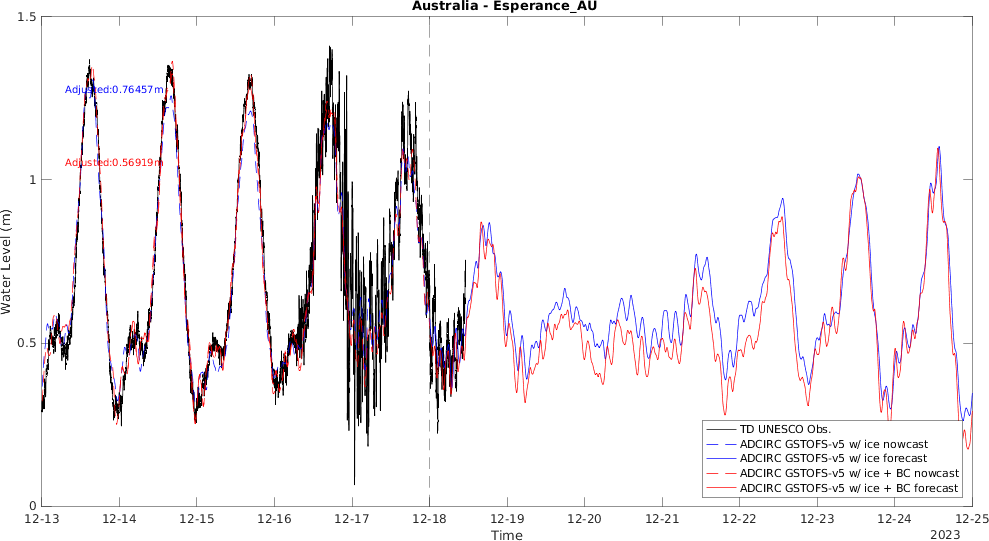 Australia - Esperance_AU
1.5
1
0.5
0
Water Level (m)
Adjusted:0.76457m
Adjusted:0.56919m
TD UNESCO Obs.
ADCIRC GSTOFS-v5 w/ ice nowcast
ADCIRC GSTOFS-v5 w/ ice forecast
ADCIRC GSTOFS-v5 w/ ice + BC nowcast
ADCIRC GSTOFS-v5 w/ ice + BC forecast
12-13 12-14 12-15 12-16 12-17 12-18 12-19 12-20 12-21 12-22 12-23 12-24 12-25
Time
2023